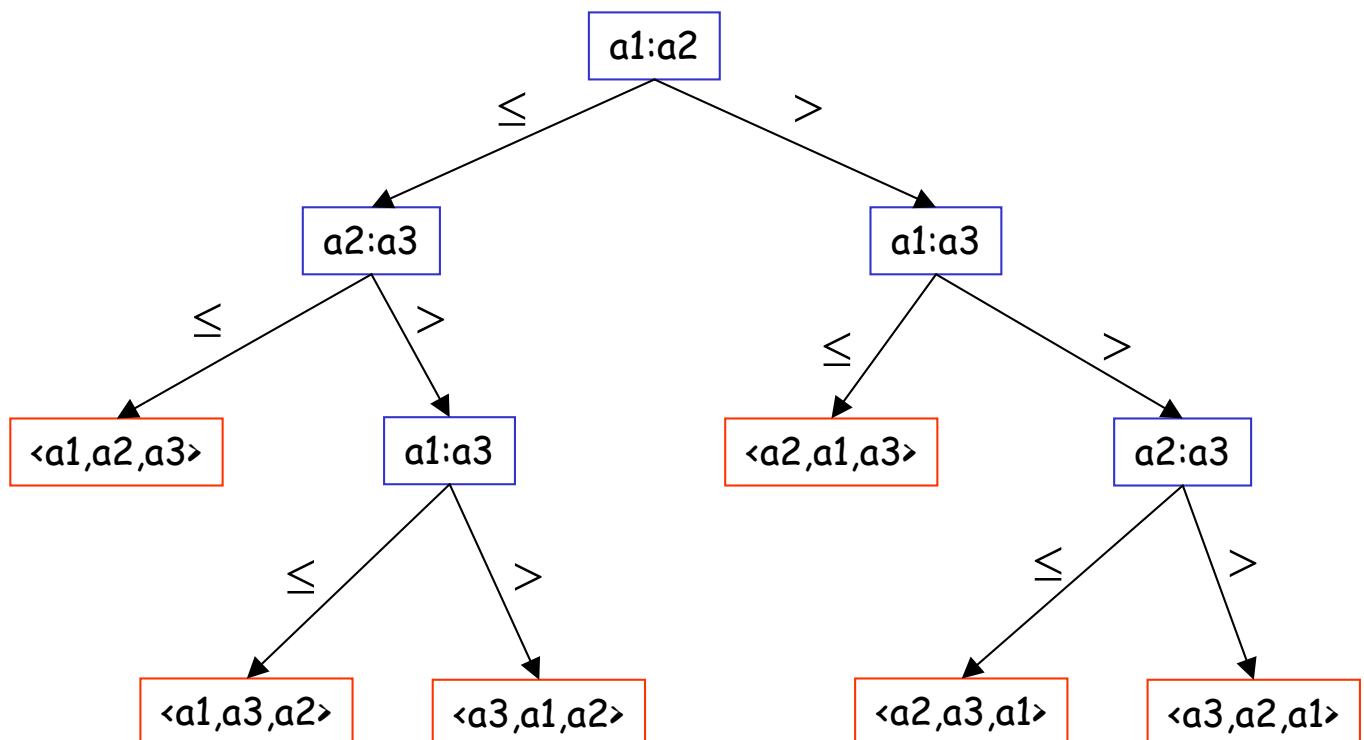 a1:a2
≤
>
a2:a3
a1:a3
≤
>
≤
>
<a1,a2,a3>
a1:a3
<a2,a1,a3>
a2:a3
≤
>
≤
>
<a1,a3,a2>
<a3,a1,a2>
<a2,a3,a1>
<a3,a2,a1>